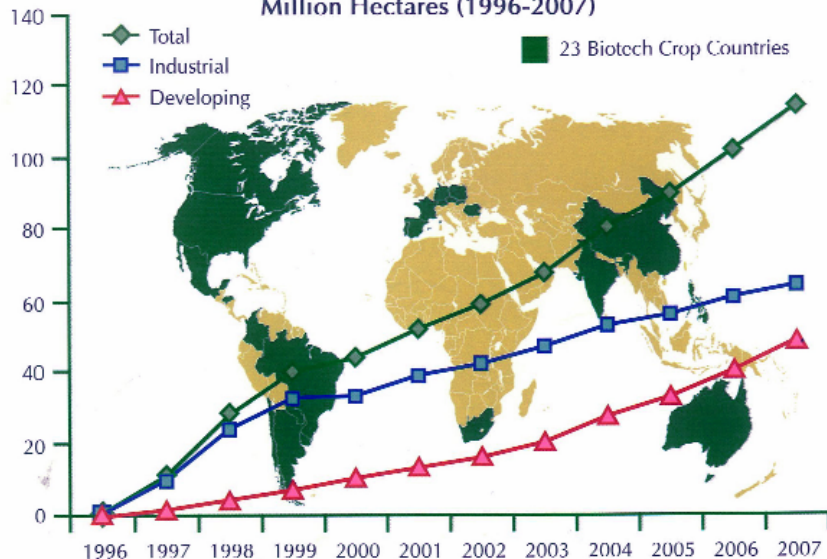 Million Hectares (1996-2007)
140
Total
Industrial
Developing
23 Biotech Crop Countries
120
100
80
60
40
20
0
1996 1997 1998 1999 2000 2001 2002 2003 2004 2005 2006 2007